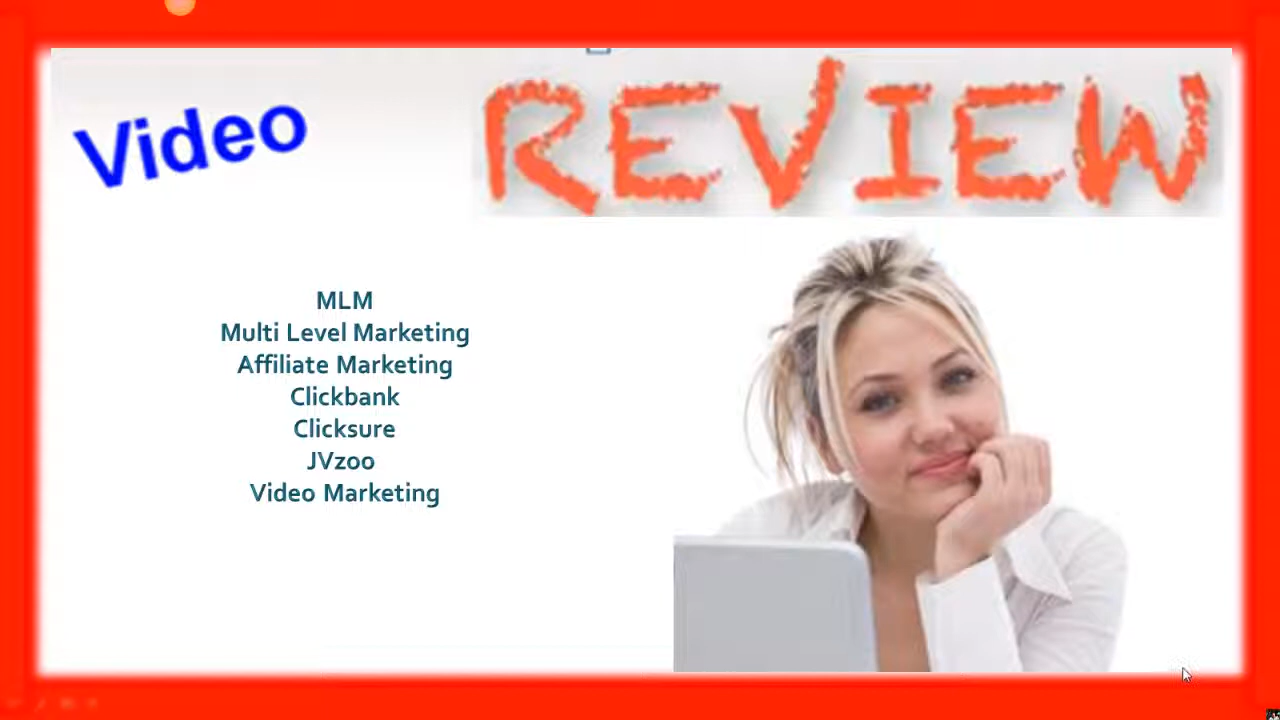 Video
REVIEW
MLM
Multi Level Marketing
Affiliate Marketing
Clickbank
Clicksure
JVzoo
Video Marketing